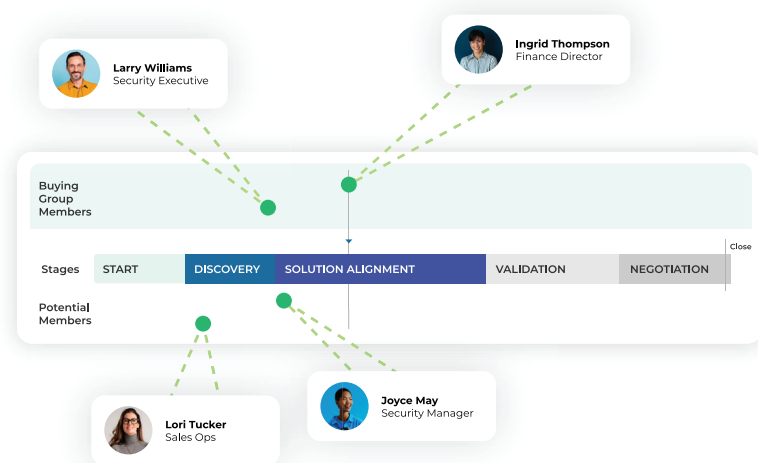 Ingrid Thompson
Finance Director
Larry Williams
Security Executive
Buying
Group
Members
Close
Stages
START
DISCOVERY
SOLUTION ALIGNMENT
VALIDATION
NEGOTIATION
Potential
Members
Joyce May
Security Manager
Lori Tucker
Sales Ops